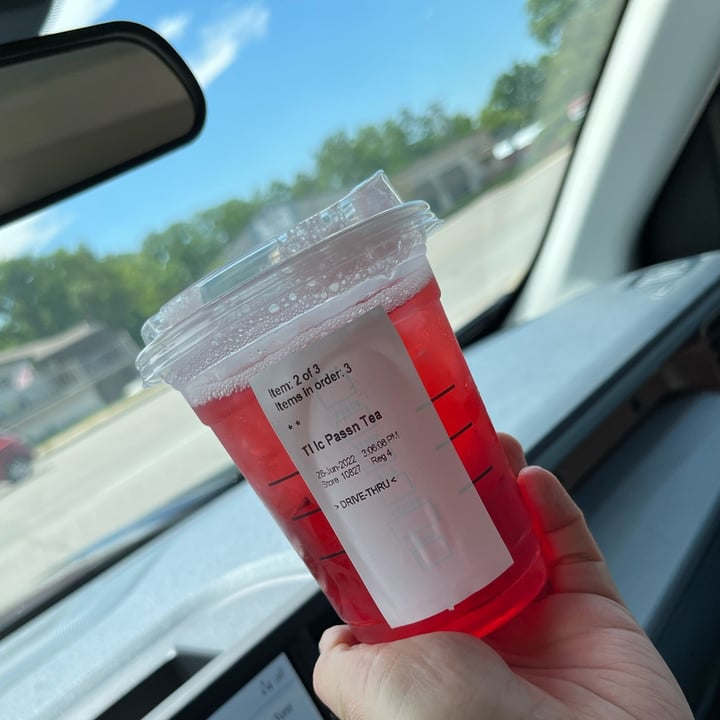 Item: 2 of 3
Items in order: 3
* *
Tl Ic Passn Tea
28-Jun-2022 3:06:08 PM
Store 10827 Reg 4
> DRIVE-THRU <